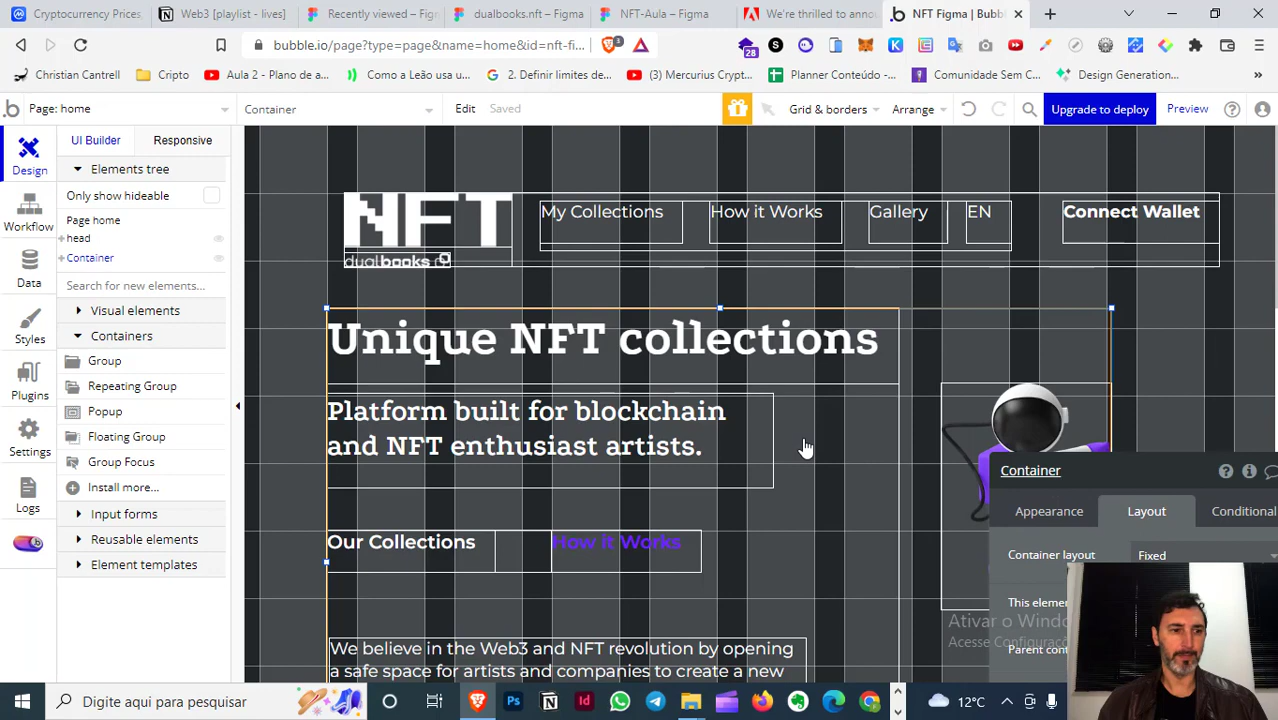 Cryptocurrency Prices,
Web3 [playlist - lives]
Recently viewed – Fig
dualbooks.nft – Figma
NFT-Aula – Figma
We're thrilled to anno
NFT Figma | Bubb
bubble.io/page?type=page&name=home&id=nft-fi...
28
Christian Cantrell
Cripto
Aula 2 - Plano de a...
Como a Leão usa u...
2. Definir limites de...
(3) Mercurius Crypt...
Planner Conteúdo -...
Comunidade Sem C...
Design Generation...
Page: home
Container
Edit
Saved
Grid & borders
Arrange
Upgrade to deploy
Preview
Design
Workflow
Data
Styles
Plugins
Settings
Logs
UI Builder
Responsive
Elements tree
Only show hideable
Page home
head
Container
Search for new elements...
Visual elements
Containers
Group
Repeating Group
Popup
Floating Group
Group Focus
Install more...
Input forms
Reusable elements
Element templates
NFT
dualbooks
My Collections
How it Works
Gallery
EN
Connect Wallet
Unique NFT collections
Platform built for blockchain
and NFT enthusiast artists.
Our Collections
How it Works
We believe in the Web3 and NFT revolution by opening
a safe space for artists and companies to create a new
Container
Appearance
Layout
Conditional
Container layout
Fixed
This elemen
Parent cont
Ativar o Windo
Acesse Configuraçõ
Digite aqui para pesquisar
12°C